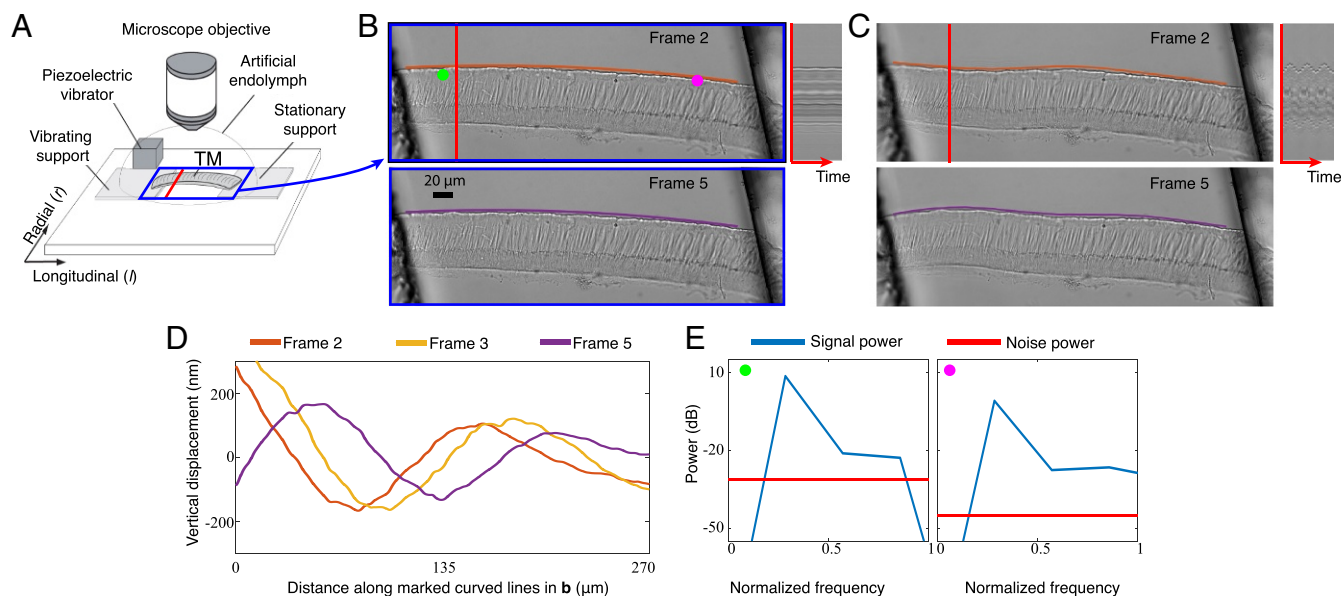 A
Microscope objective
Piezoelectric
vibrator
Artificial
endolymph
Vibrating
support
Stationary
support
TM
Radial (r)
Longitudinal (l)
B
Frame 2
Time
20 µm
Frame 5
C
Frame 2
Time
Frame 5
D
Frame 2
Frame 3
Frame 5
Vertical displacement (nm)
200
0
-200
0
135
270
Distance along marked curved lines in b (µm)
E
Signal power
Noise power
Power (dB)
10
-20
-50
0
0.5
1
Normalized frequency
0
0.5
1
Normalized frequency